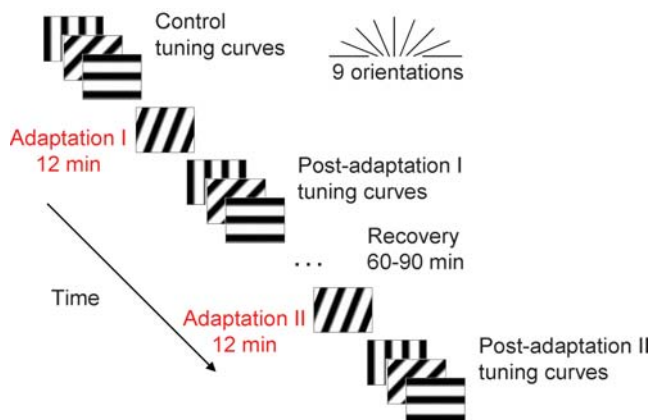 Control
tuning curves
9 orientations
Adaptation I
12 min
Post-adaptation I
tuning curves
Recovery
60-90 min
...
Time
Adaptation II
12 min
Post-adaptation II
tuning curves